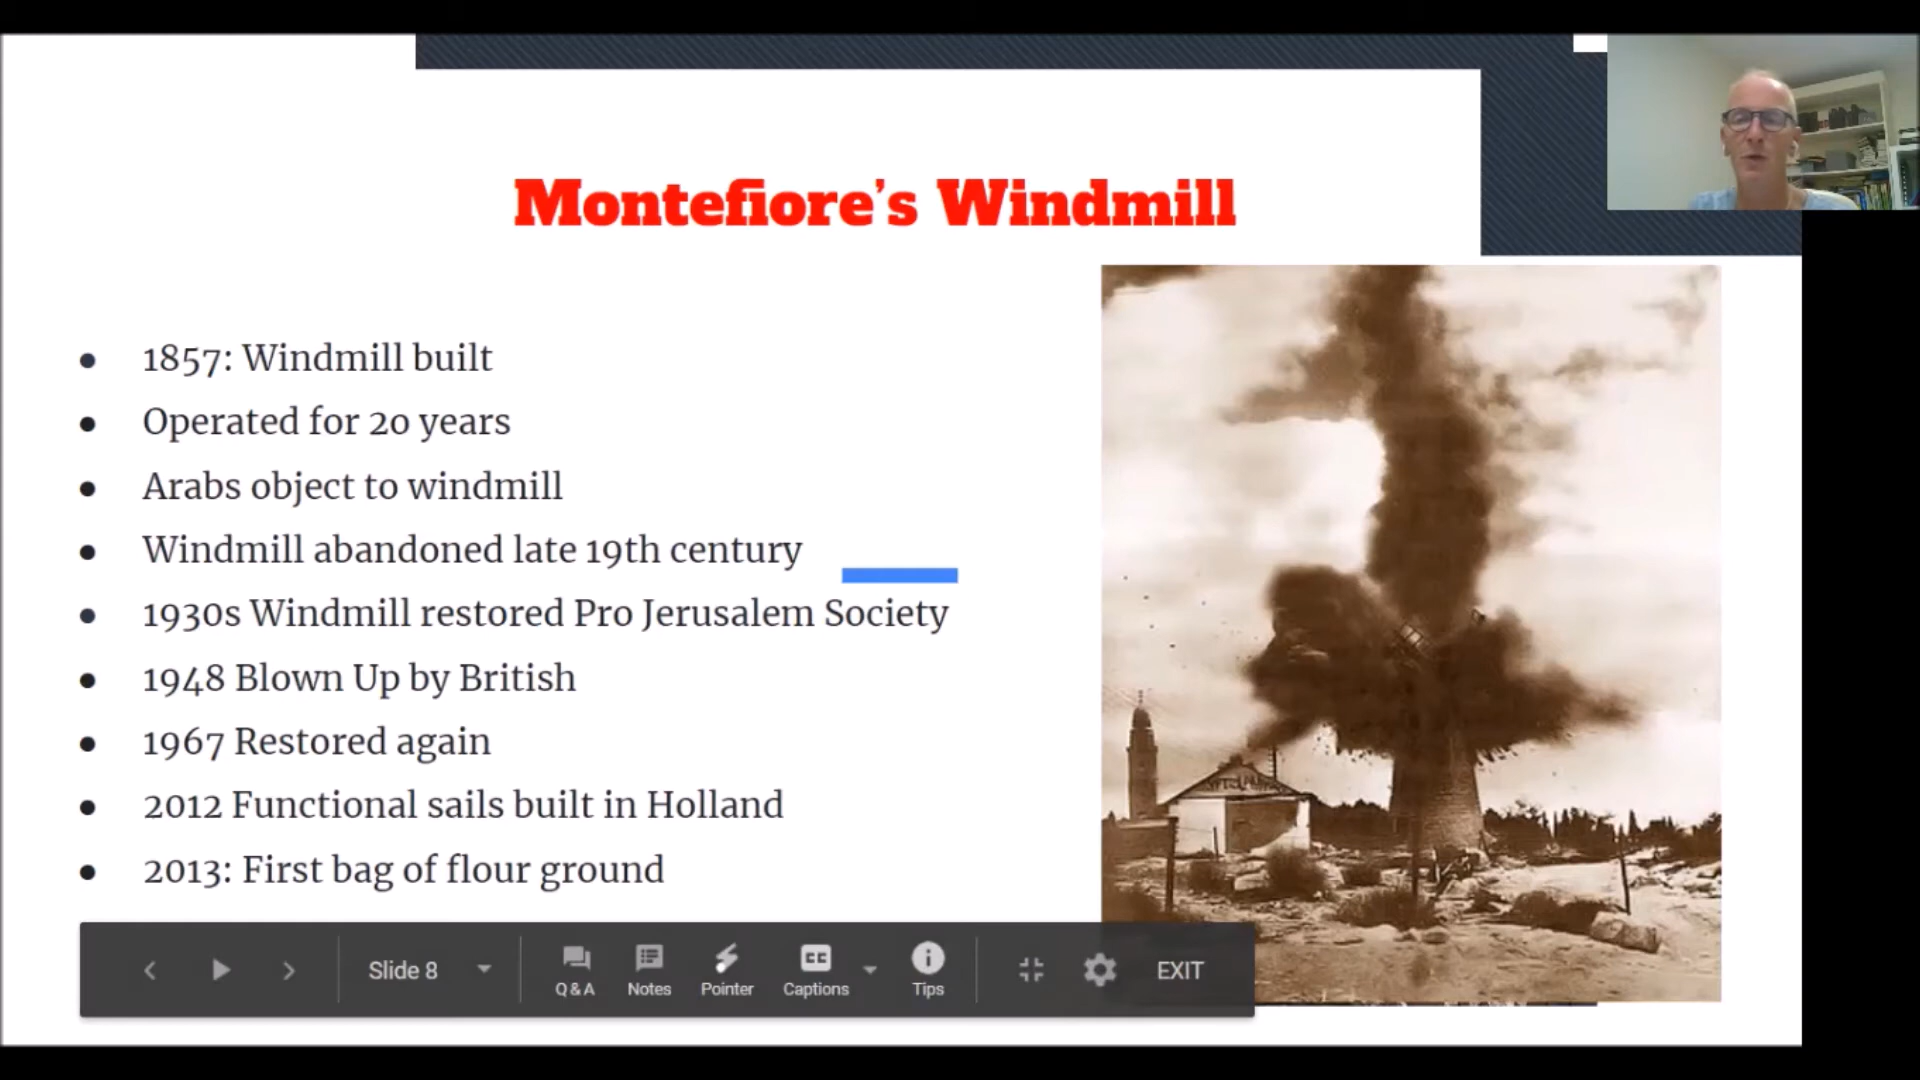 Montefiore's Windmill
1857: Windmill built
Operated for 20 years
Arabs object to windmill
Windmill abandoned late 19th century
1930s Windmill restored Pro Jerusalem Society
1948 Blown Up by British
1967 Restored again
2012 Functional sails built in Holland
2013: First bag of flour ground
Slide 8
Q & A
Notes
Pointer
CC
Captions
Tips
EXIT